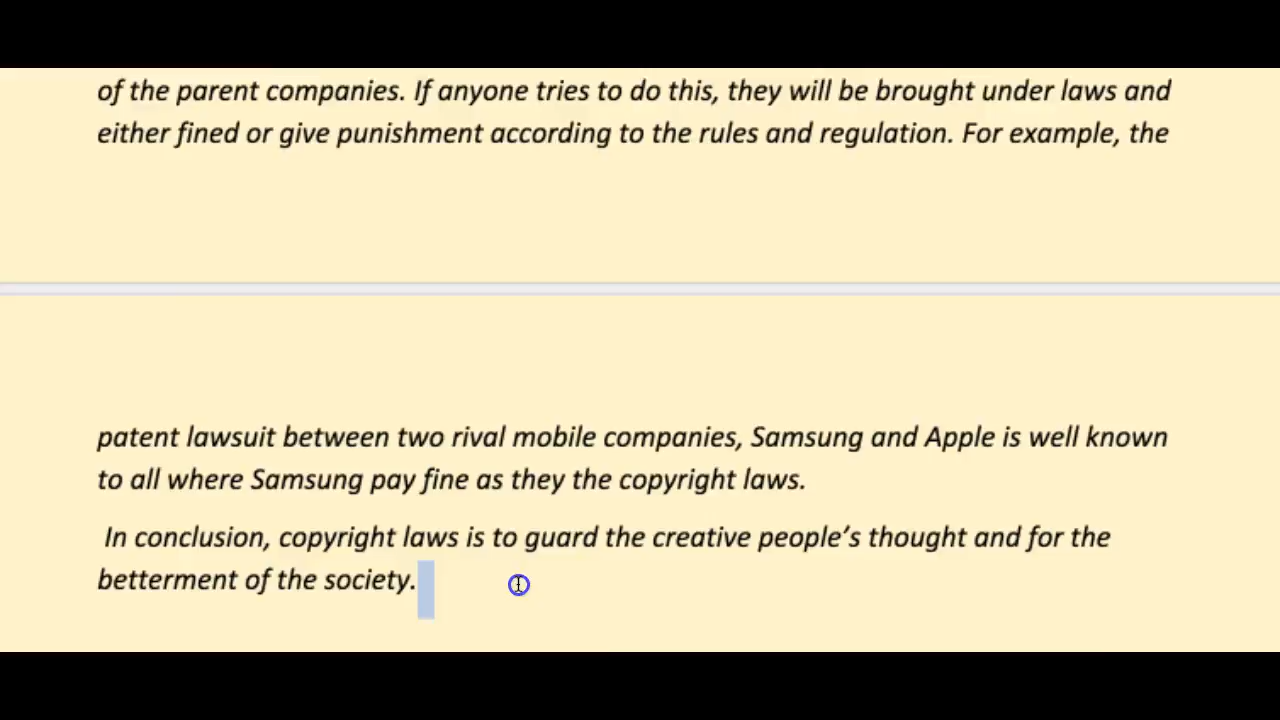 of the parent companies. If anyone tries to do this, they will be brought under laws and
either fined or give punishment according to the rules and regulation. For example, the
patent lawsuit between two rival mobile companies, Samsung and Apple is well known
to all where Samsung pay fine as they the copyright laws.
In conclusion, copyright laws is to guard the creative people’s thought and for the
betterment of the society.